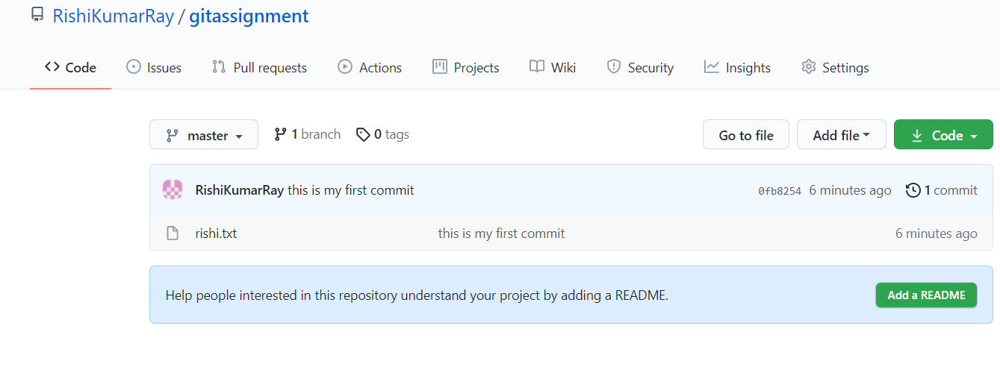 RishiKumarRay / gitassignment
Code Issues Pull requests Actions Projects Wiki Security Insights Settings
master 1 branch 0 tags Go to file Add file Code
RishiKumarRay this is my first commit 0fb8254 6 minutes ago 1 commit
rishi.txt this is my first commit 6 minutes ago
Help people interested in this repository understand your project by adding a README. Add a README